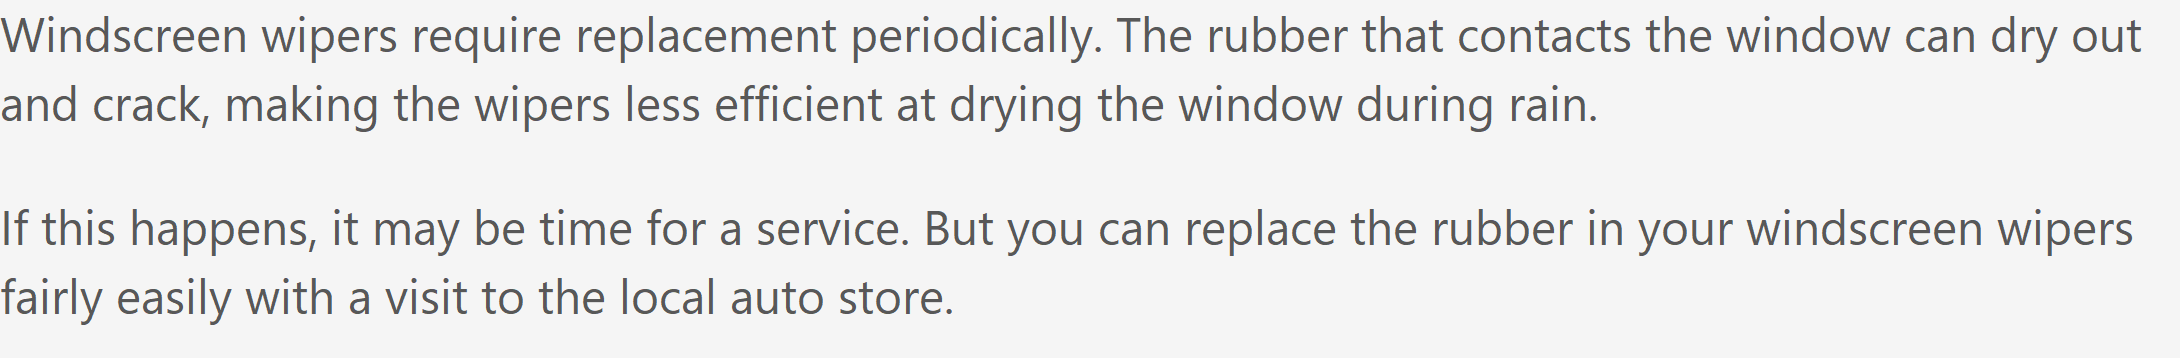 Windscreen wipers require replacement periodically. The rubber that contacts the window can dry out
and crack, making the wipers less efficient at drying the window during rain.
If this happens, it may be time for a service. But you can replace the rubber in your windscreen wipers
fairly easily with a visit to the local auto store.